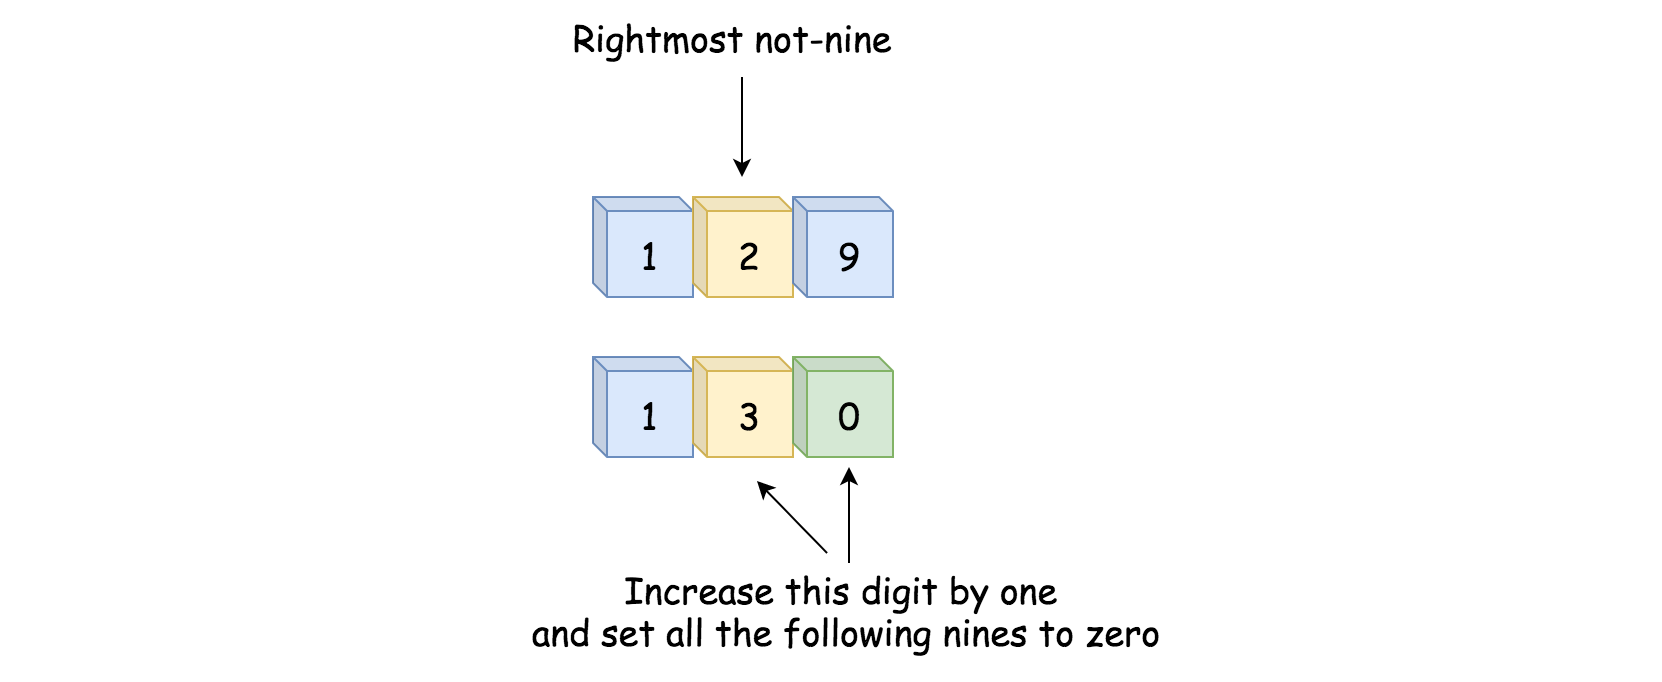 Rightmost not-nine
1 2 9
1 3 0
Increase this digit by one
and set all the following nines to zero